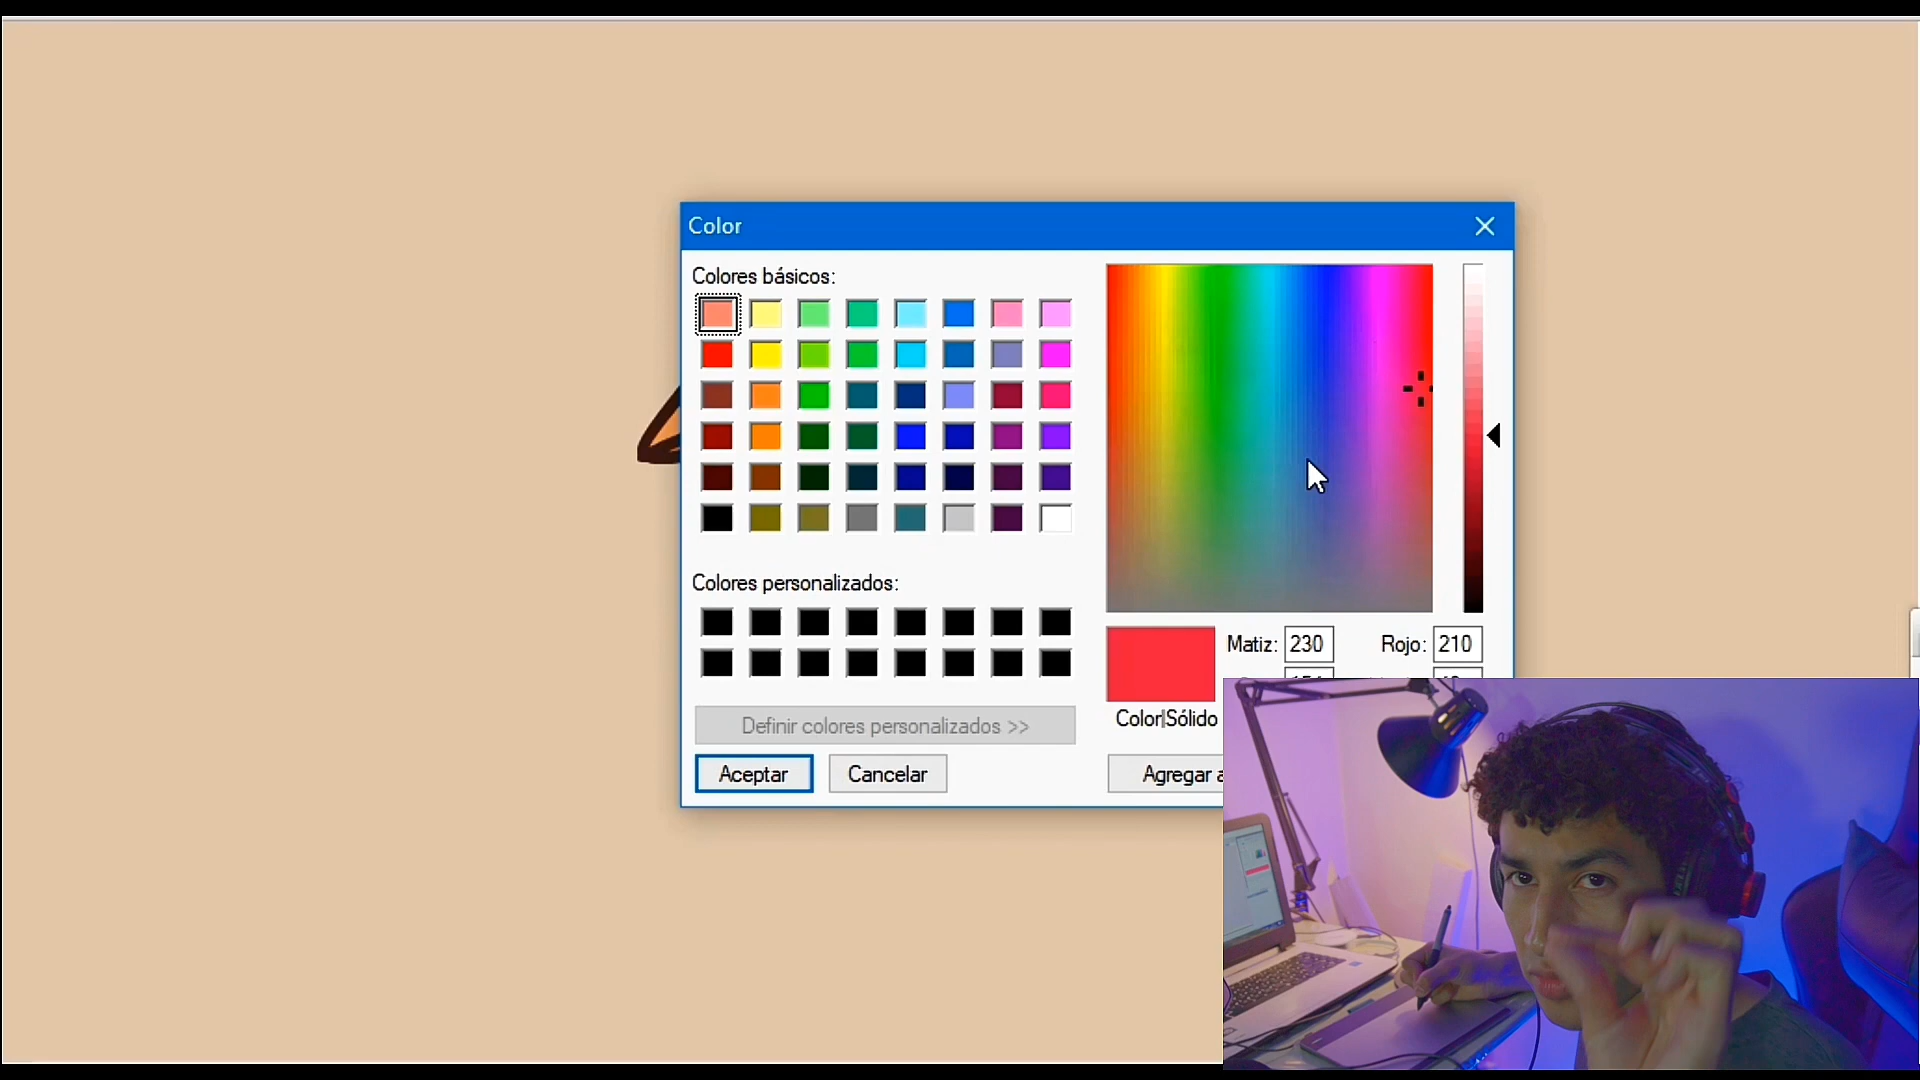 Color
Colores básicos:
Colores personalizados:
Definir colores personalizados >>
Aceptar
Cancelar
Matiz: 230
Rojo: 210
Color|Sólido
Agregar a